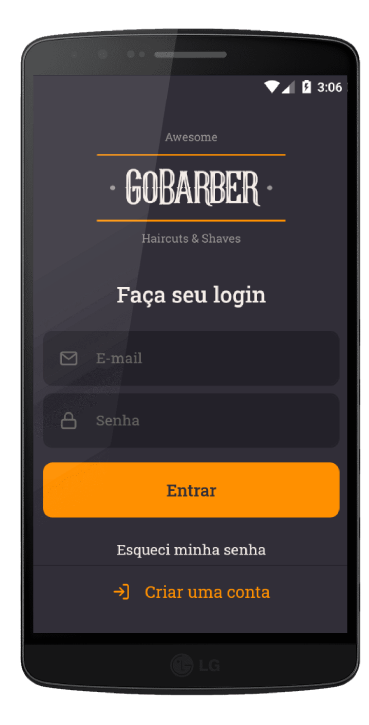 3:06
Awesome
GOBARBER
Haircuts & Shaves
Faça seu login
E-mail
Senha
Entrar
Esqueci minha senha
Criar uma conta
LG